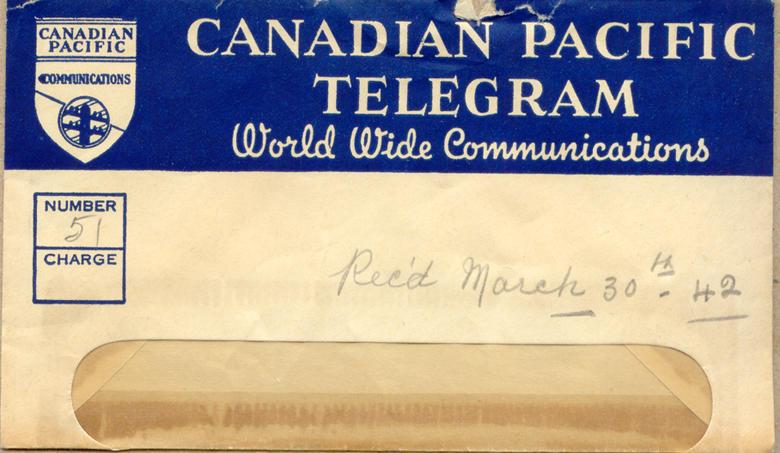 CANADIAN PACIFIC
COMMUNICATIONS
CANADIAN PACIFIC
TELEGRAM
World Wide Communications
NUMBER
51
CHARGE
Rec'd March 30th - 42